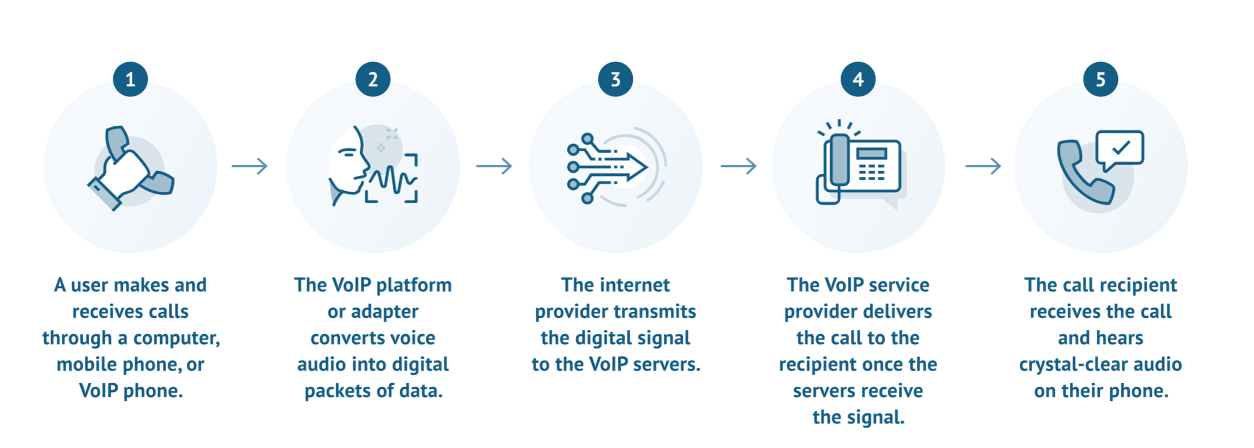 1
A user makes and
receives calls
through a computer,
mobile phone, or
VoIP phone.
2
The VoIP platform
or adapter
converts voice
audio into digital
packets of data.
3
The internet
provider transmits
the digital signal
to the VoIP servers.
4
The VoIP service
provider delivers
the call to the
recipient once the
servers receive
the signal.
5
The call recipient
receives the call
and hears
crystal-clear audio
on their phone.